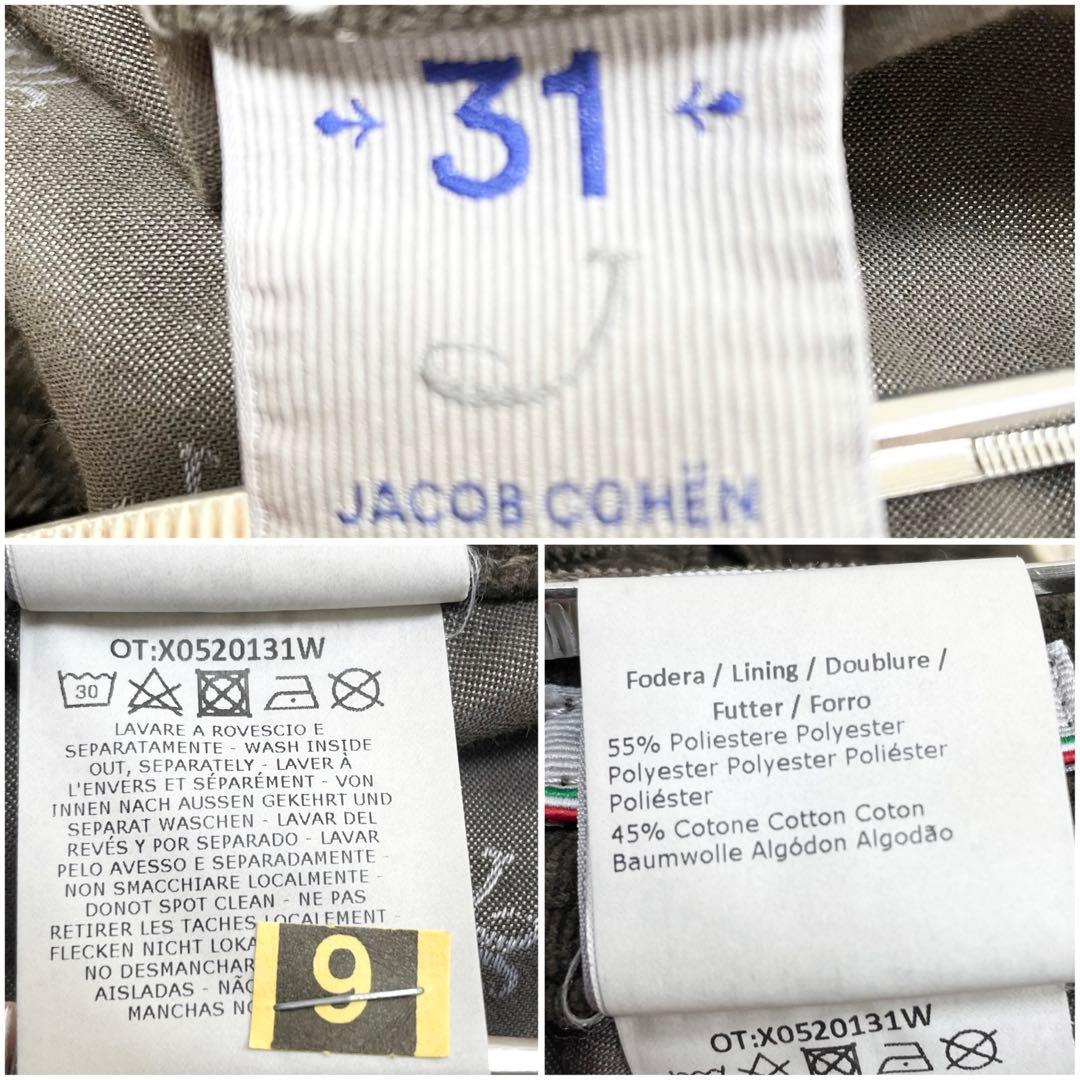 31
JACOB COHËN
OT:X0520131W
30
LAVARE A ROVESCIO E
SEPARATAMENTE - WASH INSIDE
OUT, SEPARATELY - LAVER À
L'ENVERS ET SÉPARÉMENT - VON
INNEN NACH AUSSEN GEKEHRT UND
SEPARAT WASCHEN - LAVAR DEL
REVÉS Y POR SEPARADO - LAVAR
PELO AVESSO E SEPARADAMENTE -
NON SMACCHIARE LOCALMENTE -
DONOT SPOT CLEAN - NE PAS
RETIRER LES TACHES LOCALEMENT -
FLECKEN NICHT LOKA
NO DESMANCHAR
AISLADAS - NÃO
MANCHAS
9
Fodera / Lining / Doublure /
Futter / Forro
55% Poliestere Polyester
Polyester Polyester Poliéster
Poliéster
45% Cotone Cotton Coton
Baumwolle Algódon Algodão
OT:X0520131W